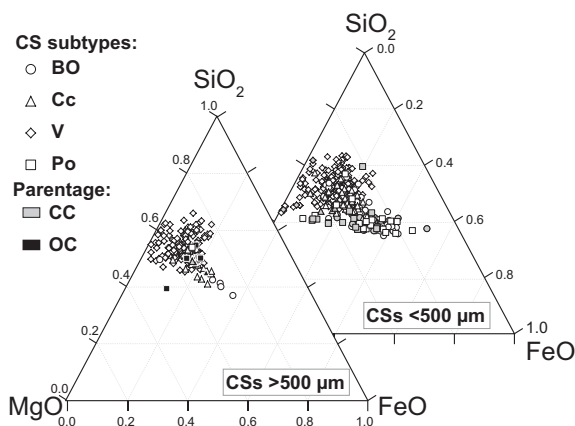 CS subtypes:
BO
Cc
V
Po
Parentage:
CC
OC
SiO2
1.0
0.8
0.6
0.4
0.2
0.0
MgO
0.0
0.2
0.4
0.6
0.8
1.0
FeO
CSs >500 µm
SiO2
0.0
0.2
0.4
0.6
0.8
1.0
FeO
CSs <500 µm